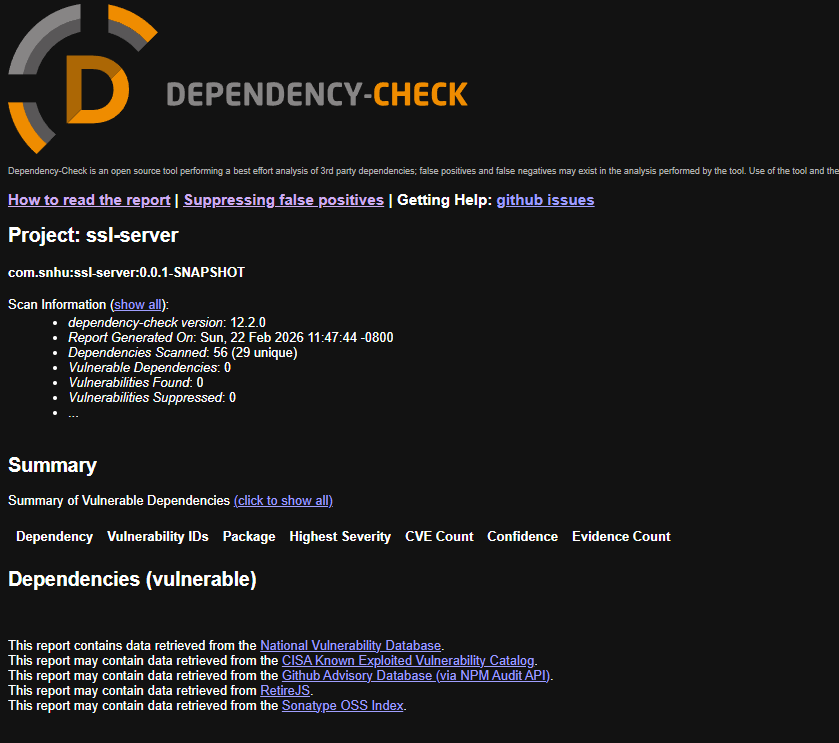 D
DEPENDENCY-CHECK
Dependency-Check is an open source tool performing a best effort analysis of 3rd party dependencies; false positives and false negatives may exist in the analysis performed by the tool. Use of the tool and the
How to read the report | Suppressing false positives | Getting Help: github issues
Project: ssl-server
com.snhu:ssl-server:0.0.1-SNAPSHOT
Scan Information (show all):
• dependency-check version: 12.2.0
• Report Generated On: Sun, 22 Feb 2026 11:47:44 -0800
• Dependencies Scanned: 56 (29 unique)
• Vulnerable Dependencies: 0
• Vulnerabilities Found: 0
• Vulnerabilities Suppressed: 0
• ...
Summary
Summary of Vulnerable Dependencies (click to show all)
Dependency Vulnerability IDs Package Highest Severity CVE Count Confidence Evidence Count
Dependencies (vulnerable)
This report contains data retrieved from the National Vulnerability Database.
This report may contain data retrieved from the CISA Known Exploited Vulnerability Catalog.
This report may contain data retrieved from the Github Advisory Database (via NPM Audit API).
This report may contain data retrieved from RetireJS.
This report may contain data retrieved from the Sonatype OSS Index.